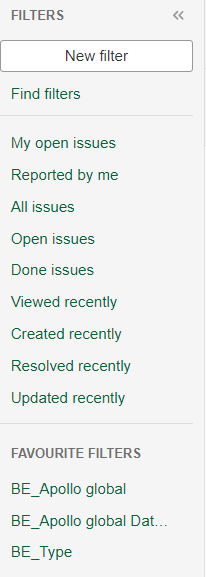 FILTERS
New filter
Find filters
My open issues
Reported by me
All issues
Open issues
Done issues
Viewed recently
Created recently
Resolved recently
Updated recently
FAVOURITE FILTERS
BE_Apollo global
BE_Apollo global Dat...
BE_Type